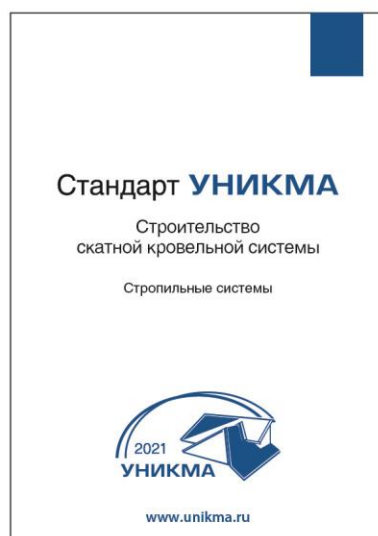 Стандарт УНИКМА
Строительство
скатной кровельной системы
Стропильные системы
2021
УНИКМА
www.unikma.ru